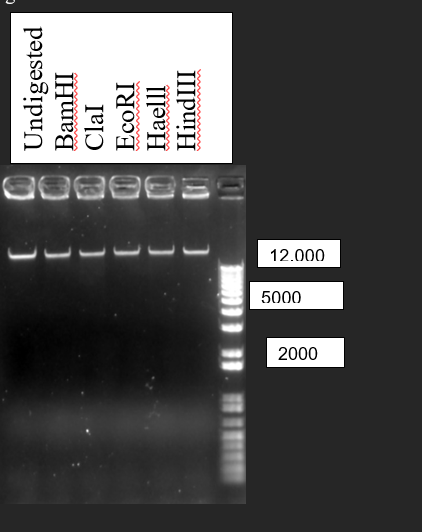 Undigested
BamHI
ClaI
EcoRI
HaeIII
HindIII
12.000
5000
2000